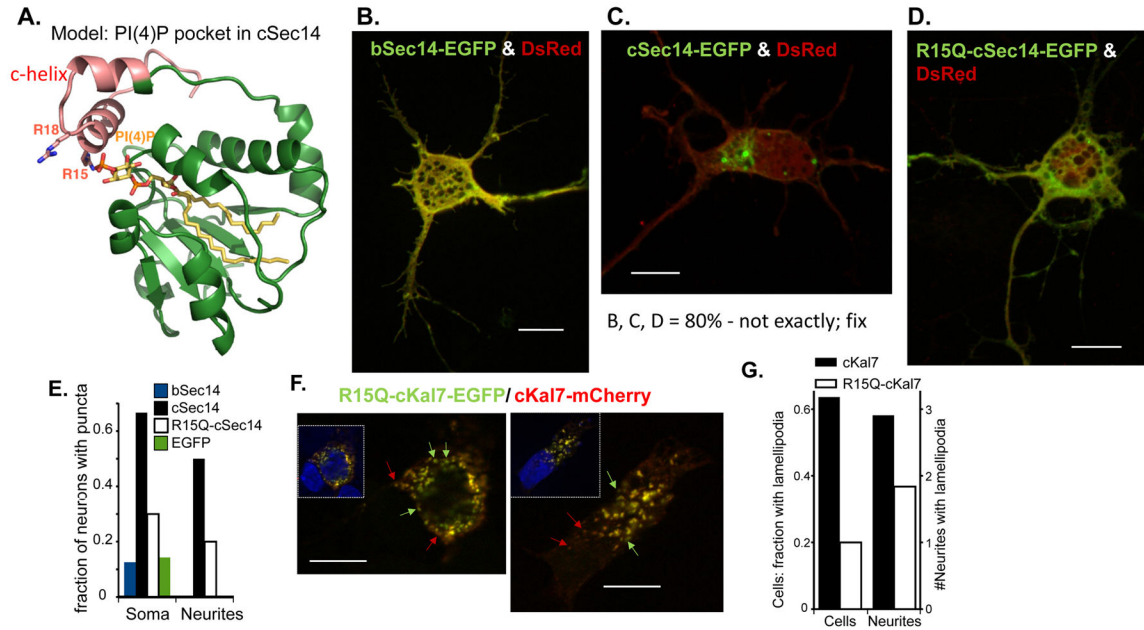 A.
Model: PI(4)P pocket in cSec14
c-helix
R18
PI(4)P
R15
B.
bSec14-EGFP & DsRed
C.
cSec14-EGFP & DsRed
B, C, D = 80% - not exactly; fix
D.
R15Q-cSec14-EGFP &
DsRed
E.
bSec14
cSec14
R15Q-cSec14
EGFP
fraction of neurons with puncta
0.6
0.4
0.2
0
Soma
Neurites
F.
R15Q-cKal7-EGFP/cKal7-mCherry
G.
cKal7
R15Q-cKal7
Cells: fraction with lamellipodia
0.6
0.4
0.2
0
#Neurites with lamellipodia
3
2
1
0
Cells
Neurites